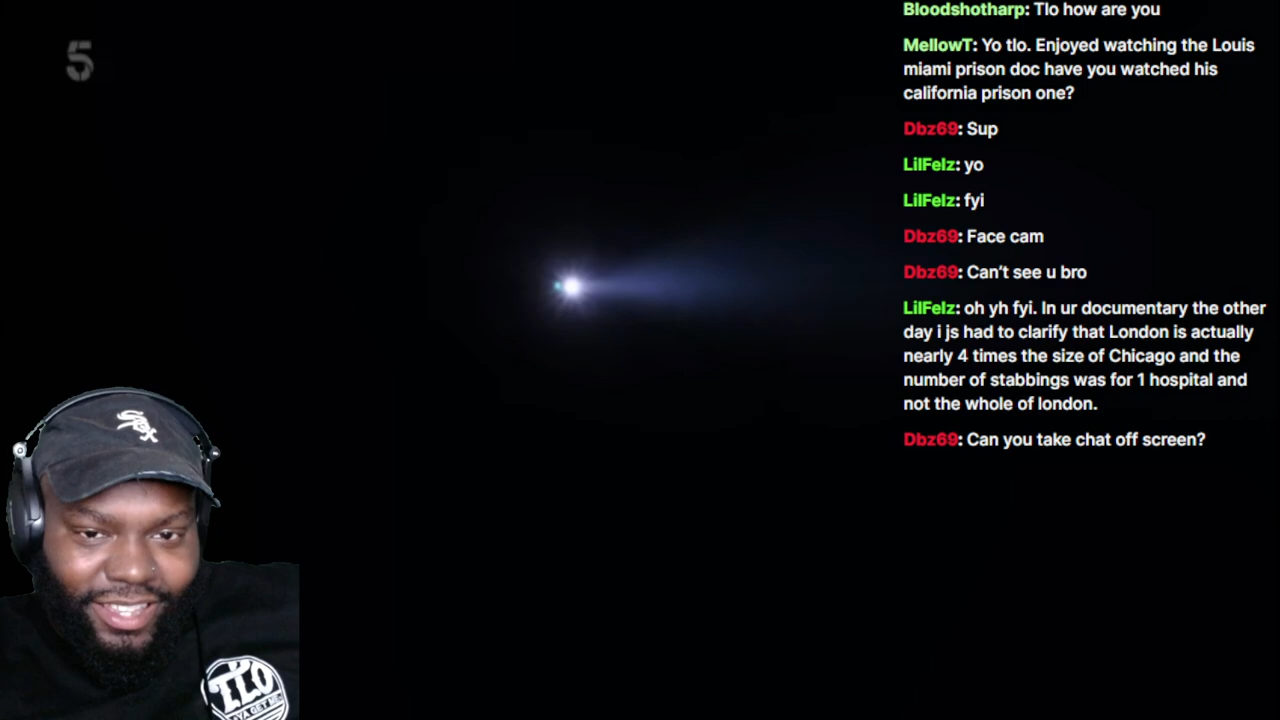 Bloodshotharp: Tlo how are you
5
MellowT: Yo tlo. Enjoyed watching the Louis
miami prison doc have you watched his
california prison one?
Dbz69: Sup
LilFelz: yo
LilFelz: fyi
Dbz69: Face cam
Dbz69: Can't see u bro
LilFelz: oh yh fyi. In ur documentary the other
day i js had to clarify that London is actually
nearly 4 times the size of Chicago and the
number of stabbings was for 1 hospital and
not the whole of london.
Dbz69: Can you take chat off screen?
Sox
TLO
YA GET ME